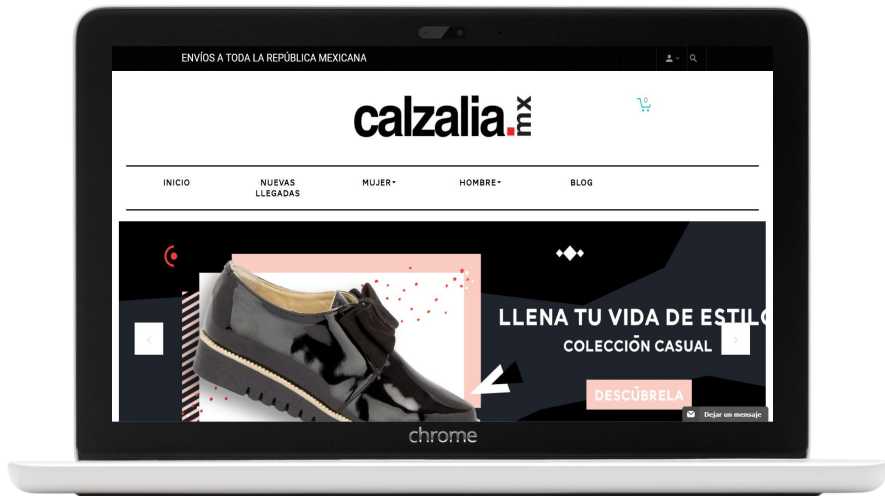 ENVÍOS A TODA LA REPÚBLICA MEXICANA
calzalia.mx
0
INICIO
NUEVAS
LLEGADAS
MUJER
HOMBRE
BLOG
LLENA TU VIDA DE ESTILO
COLECCIÓN CASUAL
DESCÚBRELA
Dejar un mensaje
chrome